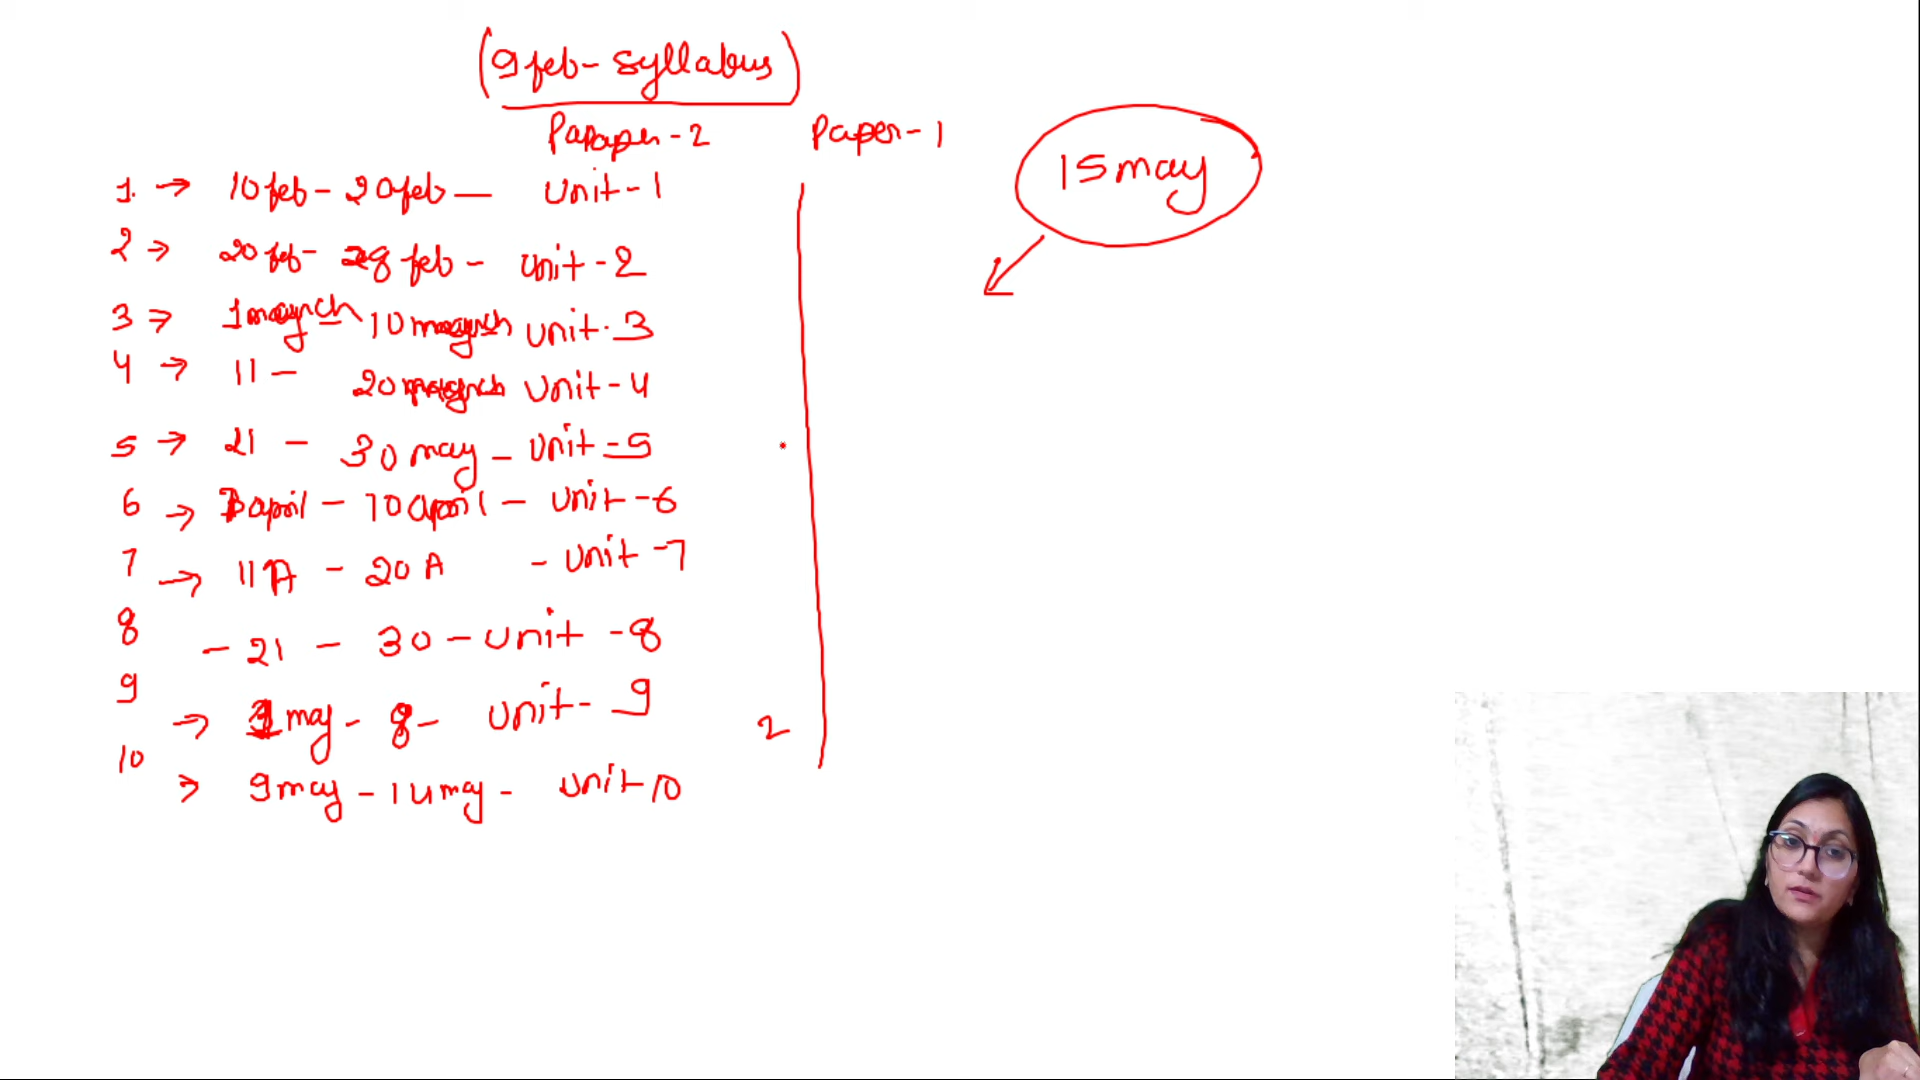 (9 feb - syllabus)
Paper - 2 Paper - 1
15 may
1. → 10 feb - 20 feb — Unit - 1
2 → 20 feb - 28 feb - Unit - 2
3 → 1 march - 10 march Unit - 3
4 → 11 - 20 march Unit - 4
5 → 21 - 30 may - Unit - 5
6 → 1 april - 10 april - Unit - 6
7 → 11 A - 20 A - Unit - 7
8 - 21 - 30 - Unit - 8
9 → 1 may - 8 - Unit - 9
2
10 → 9 may - 14 may - Unit 10